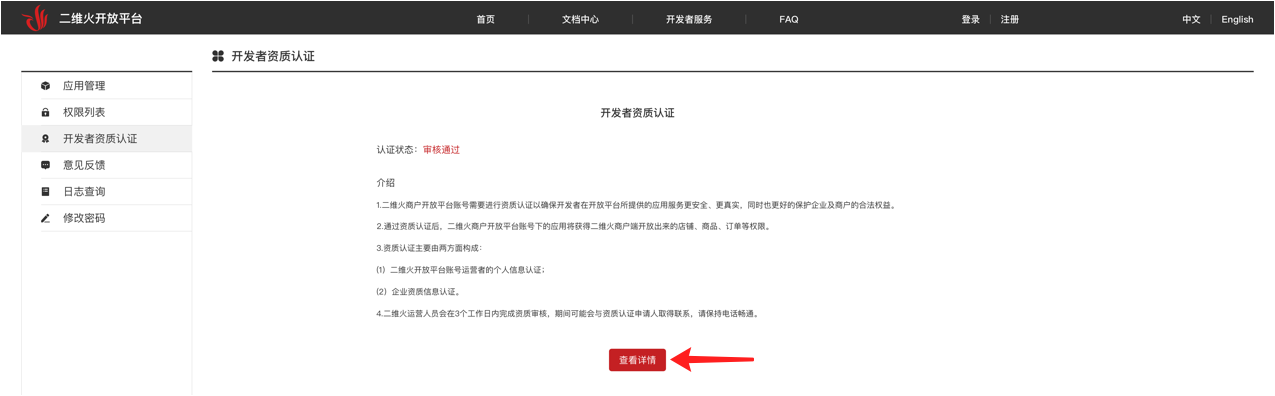 二维火开放平台
首页
文档中心
开发者服务
FAQ
登录
注册
中文
English
应用管理
权限列表
开发者资质认证
意见反馈
日志查询
修改密码
开发者资质认证
开发者资质认证
认证状态：审核通过
介绍
1.二维火商户开放平台账号需要进行资质认证以确保开发者在开放平台所提供的应用服务更安全、更真实，同时也更好的保护企业及商户的合法权益。
2.通过资质认证后，二维火商户开放平台账号下的应用将获得二维火商户端开放出来的店铺、商品、订单等权限。
3.资质认证主要由两方面构成：
(1）二维火开放平台账号运营者的个人信息认证；
(2）企业资质信息认证。
4.二维火运营人员会在3个工作日内完成资质审核，期间可能会与资质认证申请人取得联系，请保持电话畅通。
查看详情